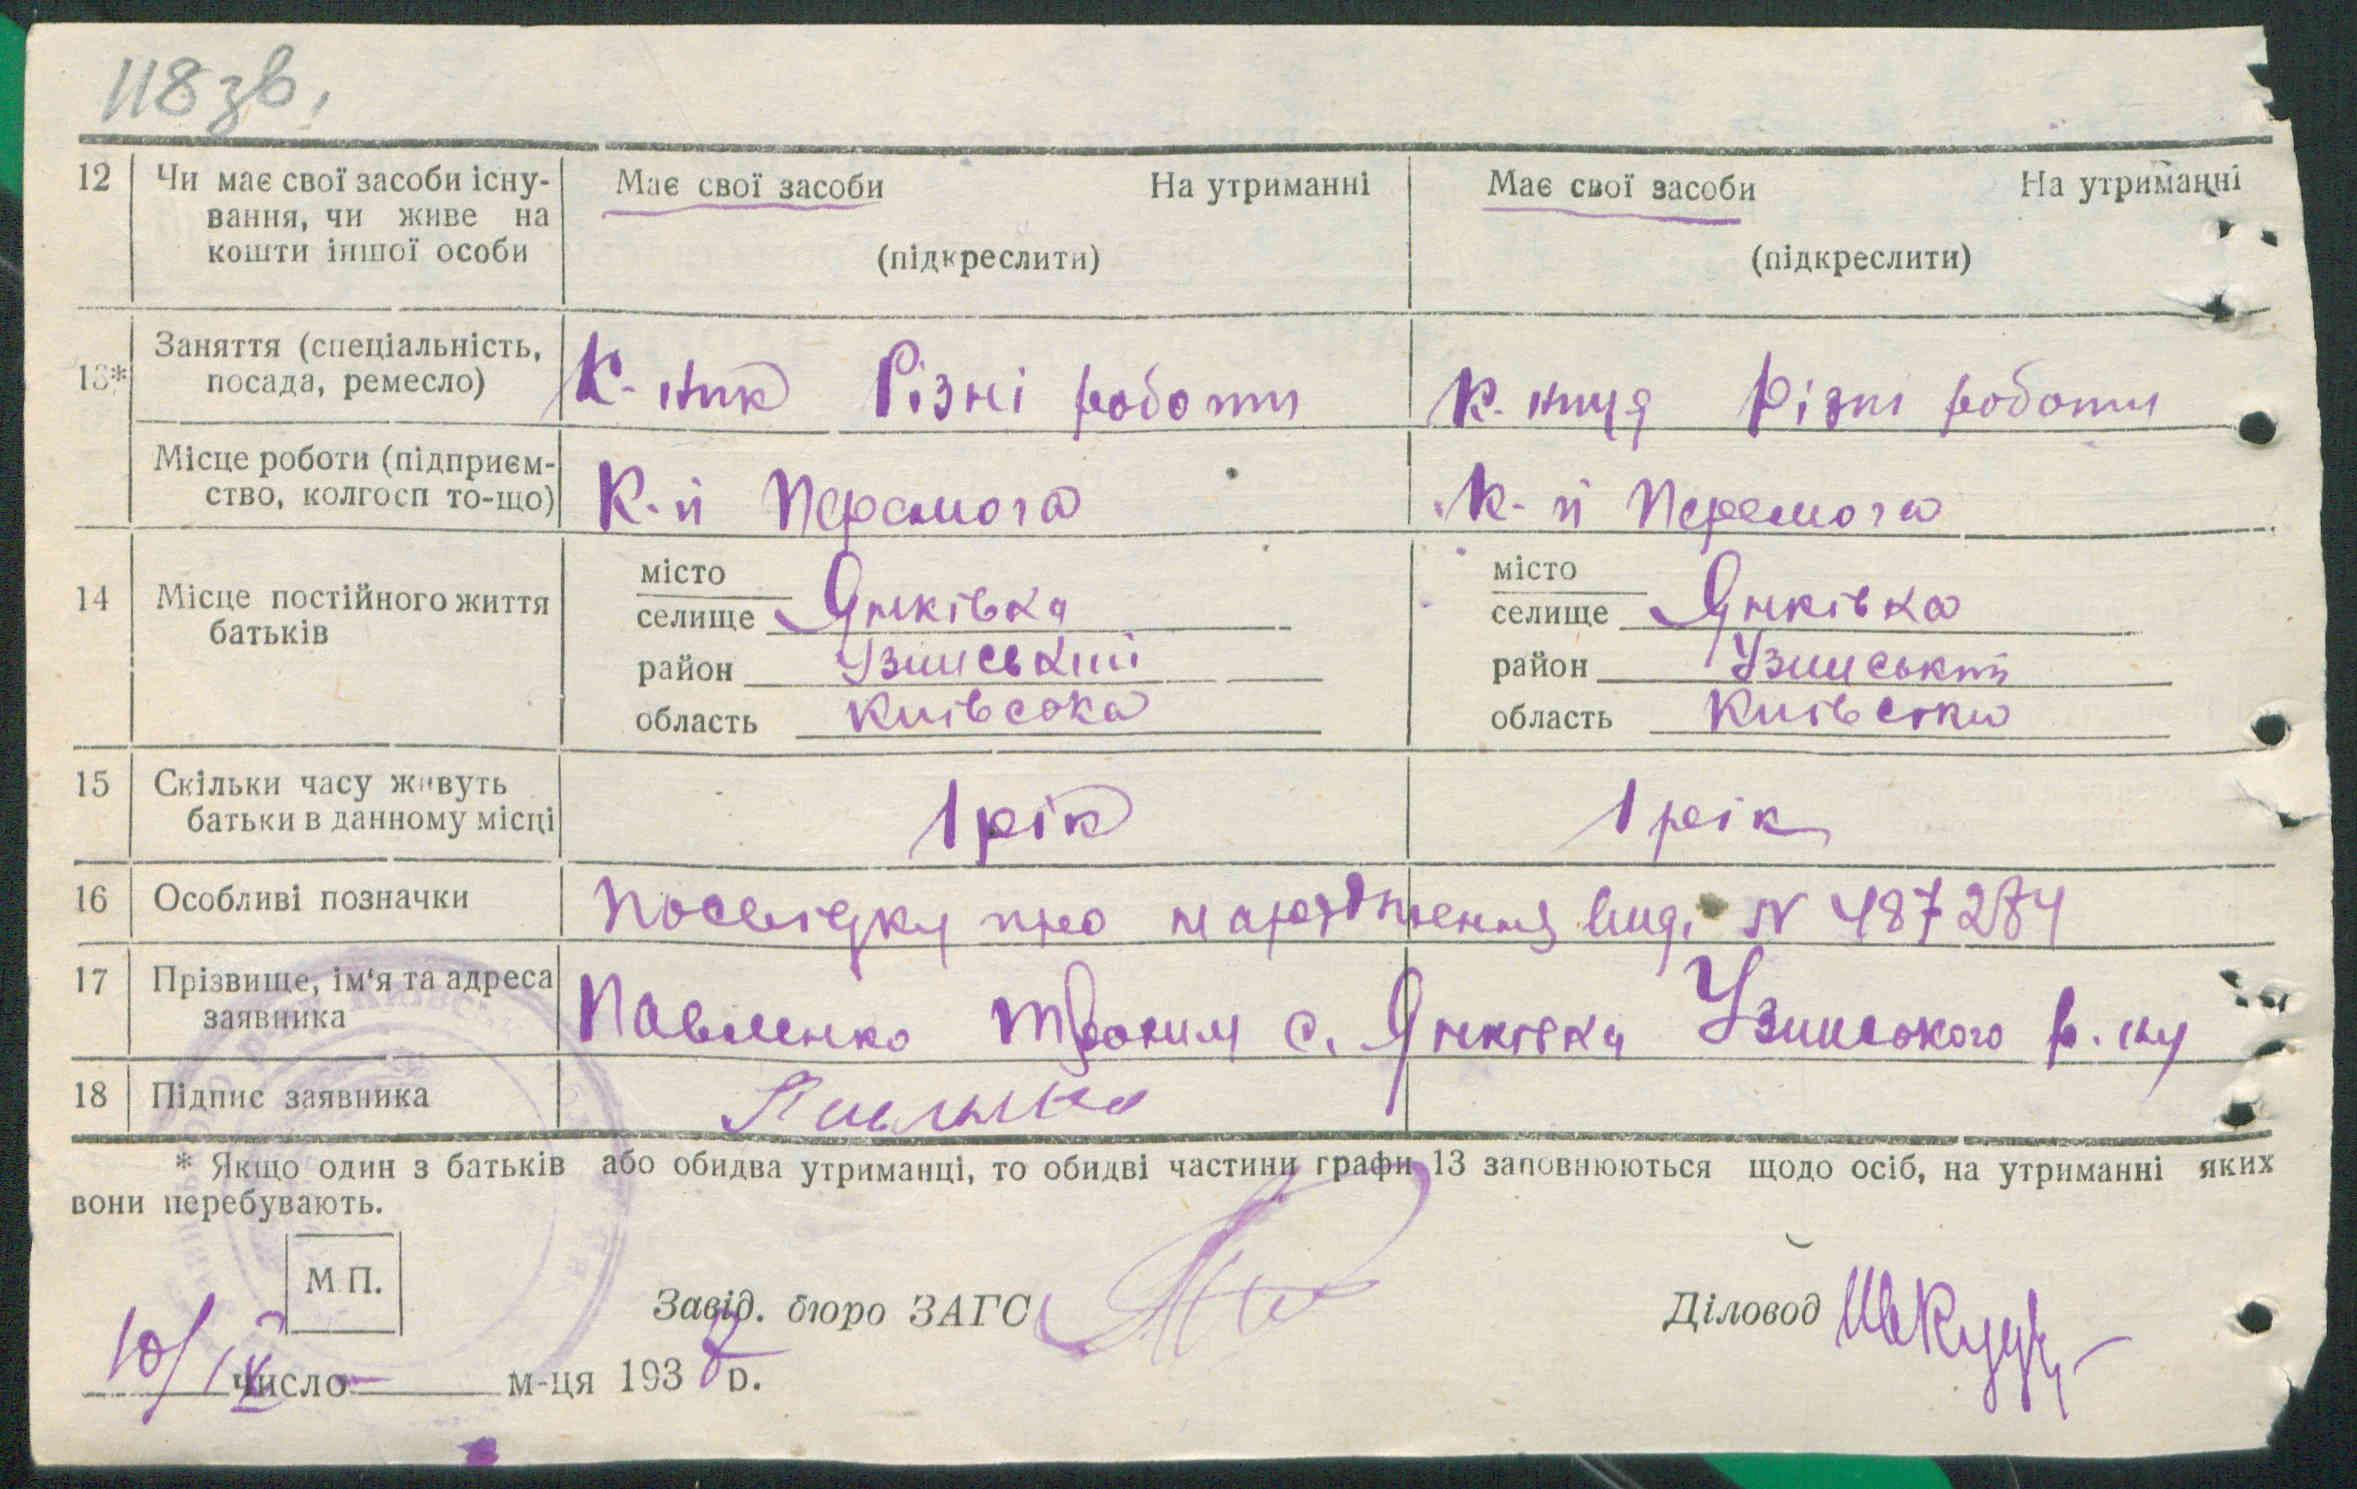 118 зв.
12 Чи має свої засоби існу- Має свої засоби На утриманні Має свої засоби На утриманні
вання, чи живе на
кошти іншої особи (підкреслити) (підкреслити)
Заняття (спеціальність,
13* посада, ремесло) К-ник Різні роботи К-ниця Різні роботи
Місце роботи (підприєм-
ство, колгосп то-що) К-п Перемога К-п Перемога
місто місто
14 Місце постійного життя селище Янківка селище Янківка
батьків
район Узинський район Узинський
область Київська область Київська
15 Скільки часу живуть
батьки в данному місці 1 рік 1 рік
16 Особливі позначки Посвідку про народження вид. N 487284
17 Прізвище, ім'я та адреса
заявника Павленко Трохим с. Янківка Узинського р-ну
18 Підпис заявника
* Якщо один з батьків або обидва утриманці, то обидві частини графи 13 заповнюються щодо осіб, на утриманні яких
вони перебувають.
М П.
Завід. бюро ЗАГС Діловод
10/IX число м-ця 193 р.